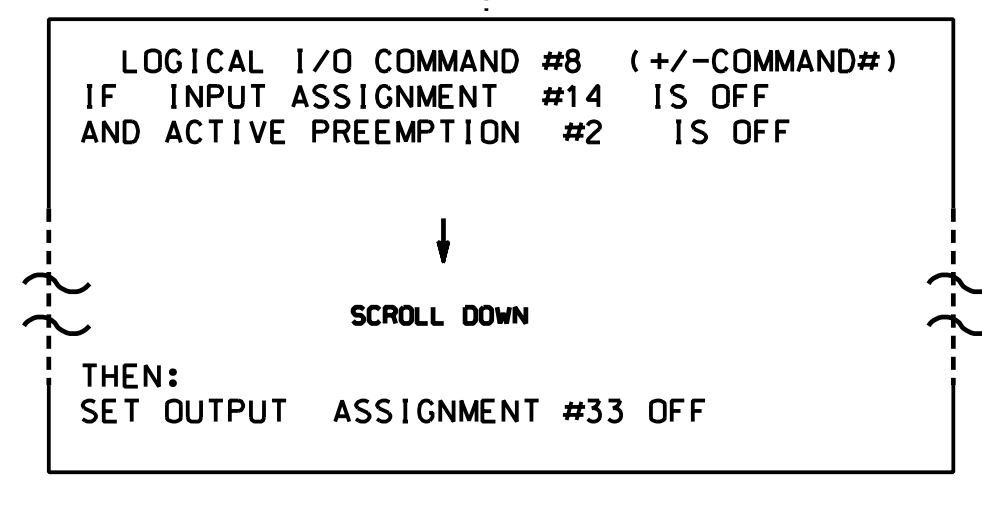 LOGICAL I/O COMMAND #8 (+/-COMMAND#)
IF INPUT ASSIGNMENT #14 IS OFF
AND ACTIVE PREEMPTION #2 IS OFF
SCROLL DOWN
THEN:
SET OUTPUT ASSIGNMENT #33 OFF